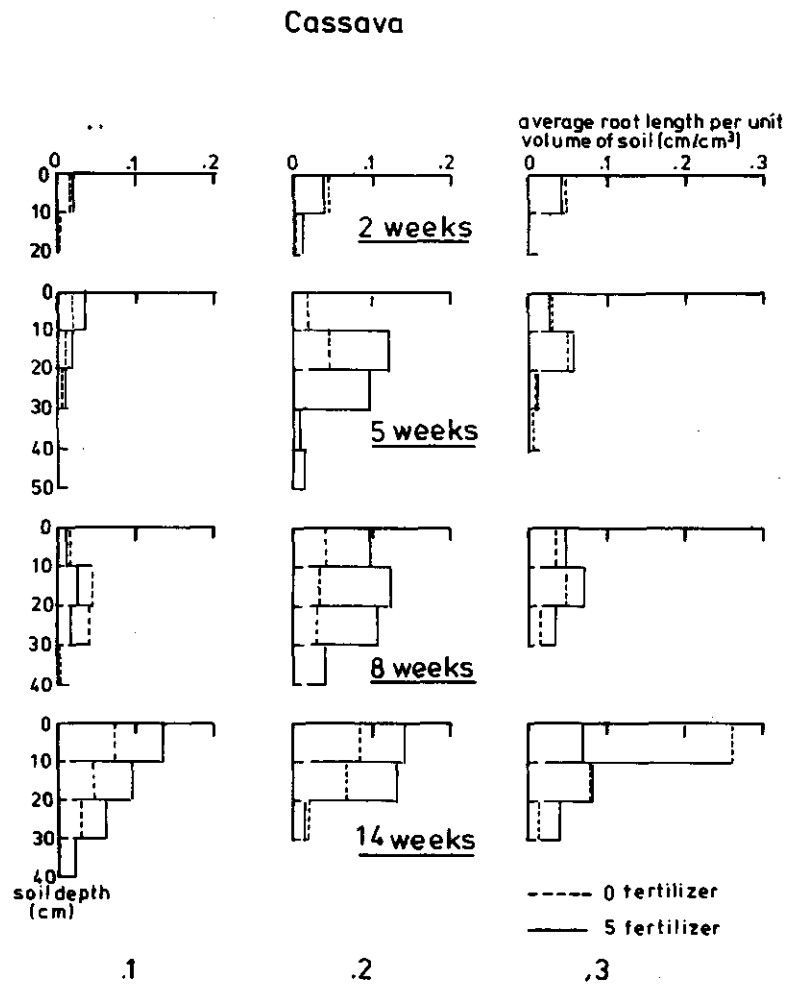 Cassava
average root length per unit
volume of soil (cm/cm³)
0 .1 .2
0 .1 .2
0 .1 .2 .3
0
10
20
2 weeks
0
10
20
30
40
50
5 weeks
0
10
20
30
40
8 weeks
0
10
20
30
40
14 weeks
soil depth
(cm)
0 fertilizer
5 fertilizer
.1 .2 ,3